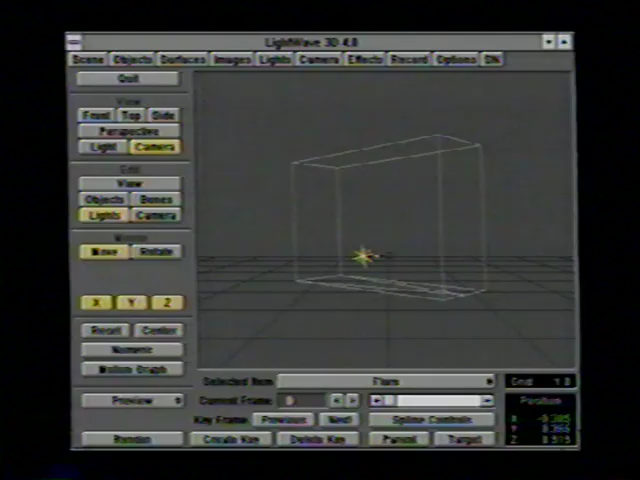 LightWave 3D 4.0
Scene Objects Surfaces Images Lights Camera Effects Record Options
Quit
View
Front Top Side
Perspective
Light Camera
Edit
View
Objects Bones
Lights Camera
Mouse
Move Rotate
X Y Z
Reset Center
Numeric
Motion Graph
Selected Item
Preview
Current Frame 0
Position
Key Frame Previous Next Spline Controls
X
Y
Z
Render Create Key Delete Key Parent Target